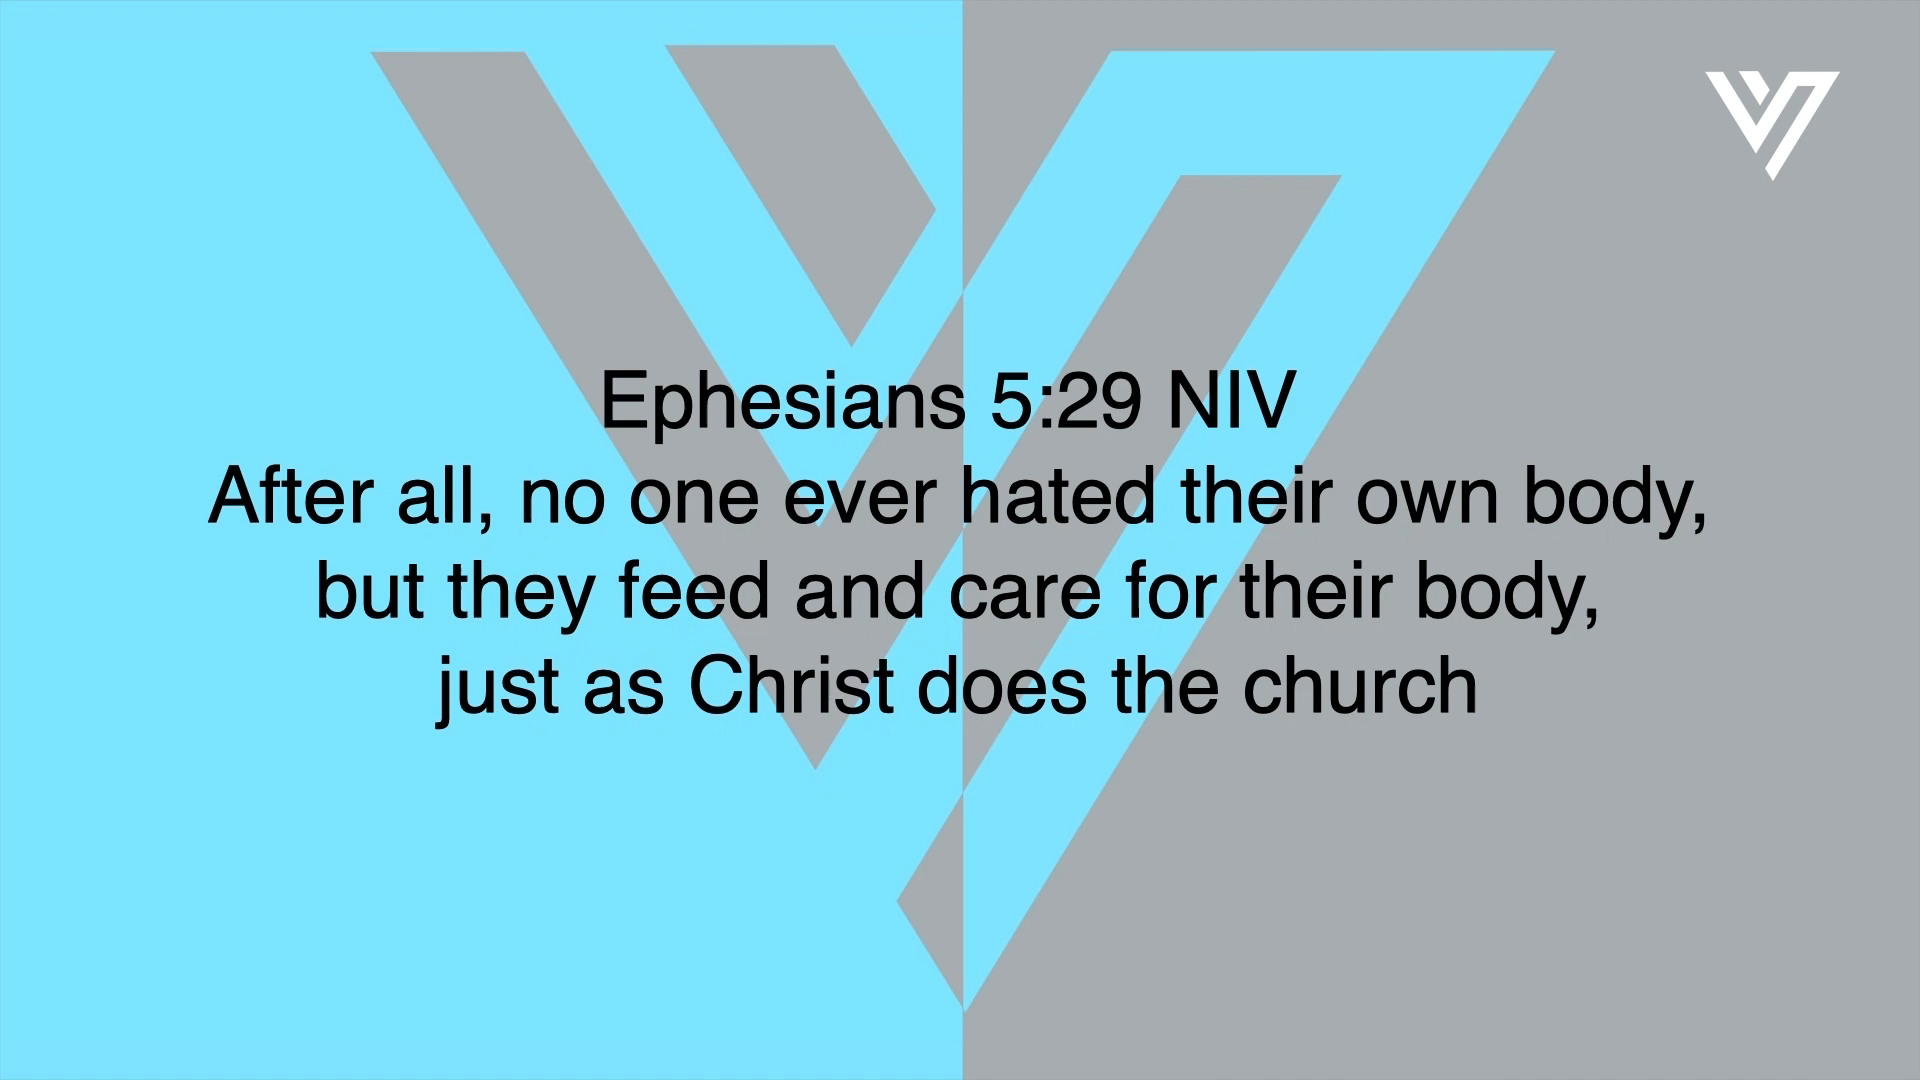 Ephesians 5:29 NIV
After all, no one ever hated their own body,
but they feed and care for their body,
just as Christ does the church